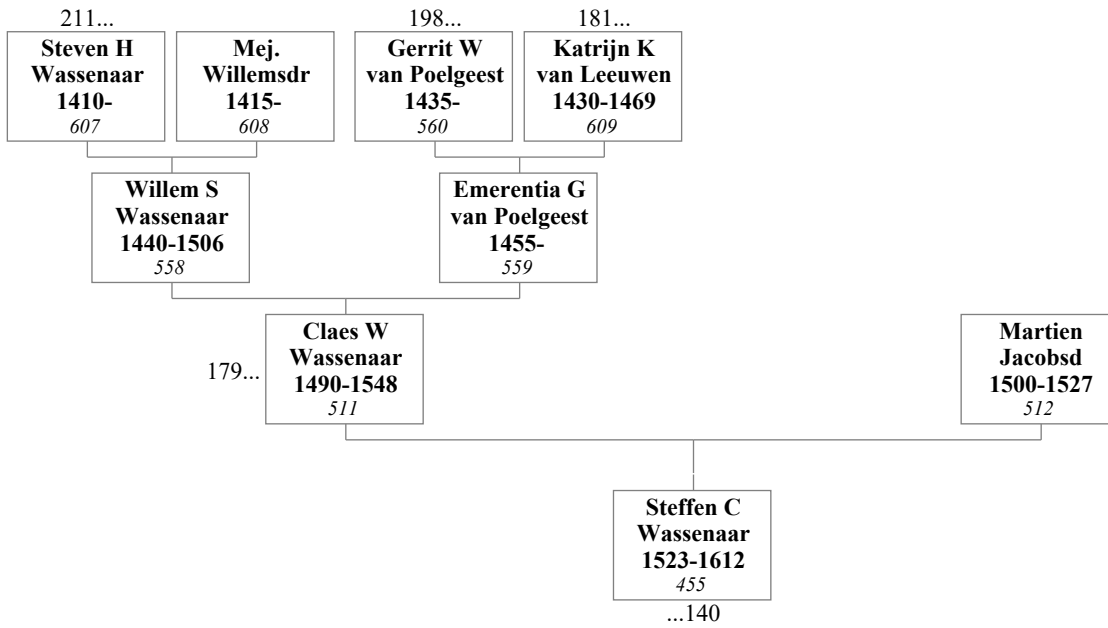 211...
Steven H
Wassenaar
1410-
607
Mej.
Willemsdr
1415-
608
198...
Gerrit W
van Poelgeest
1435-
560
181...
Katrijn K
van Leeuwen
1430-1469
609
Willem S
Wassenaar
1440-1506
558
Emerentia G
van Poelgeest
1455-
559
179...
Claes W
Wassenaar
1490-1548
511
Martien
Jacobsd
1500-1527
512
Steffen C
Wassenaar
1523-1612
455
...140